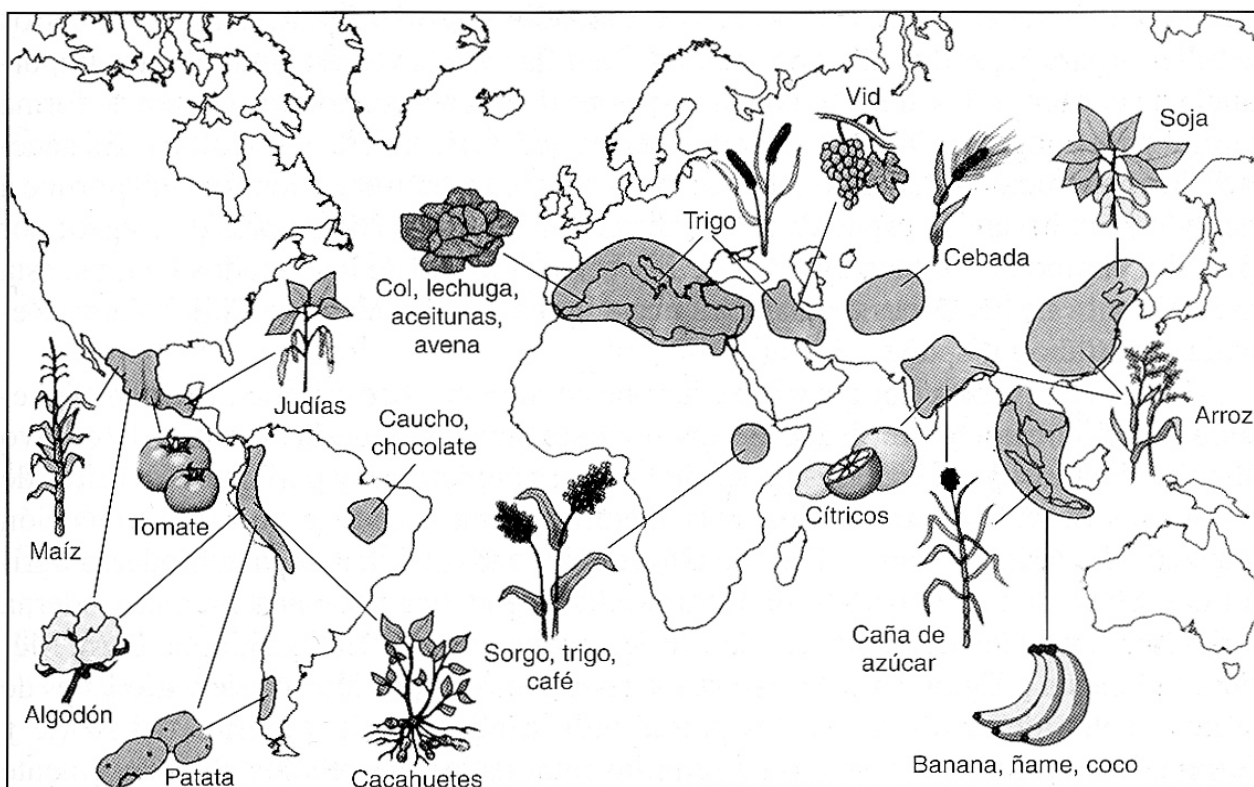 Vid
Soja
Trigo
Cebada
Col, lechuga,
aceitunas,
avena
Judías
Caucho,
chocolate
Arroz
Maíz
Tomate
Cítricos
Algodón
Sorgo, trigo,
café
Caña de
azúcar
Patata
Cacahuetes
Banana, ñame, coco